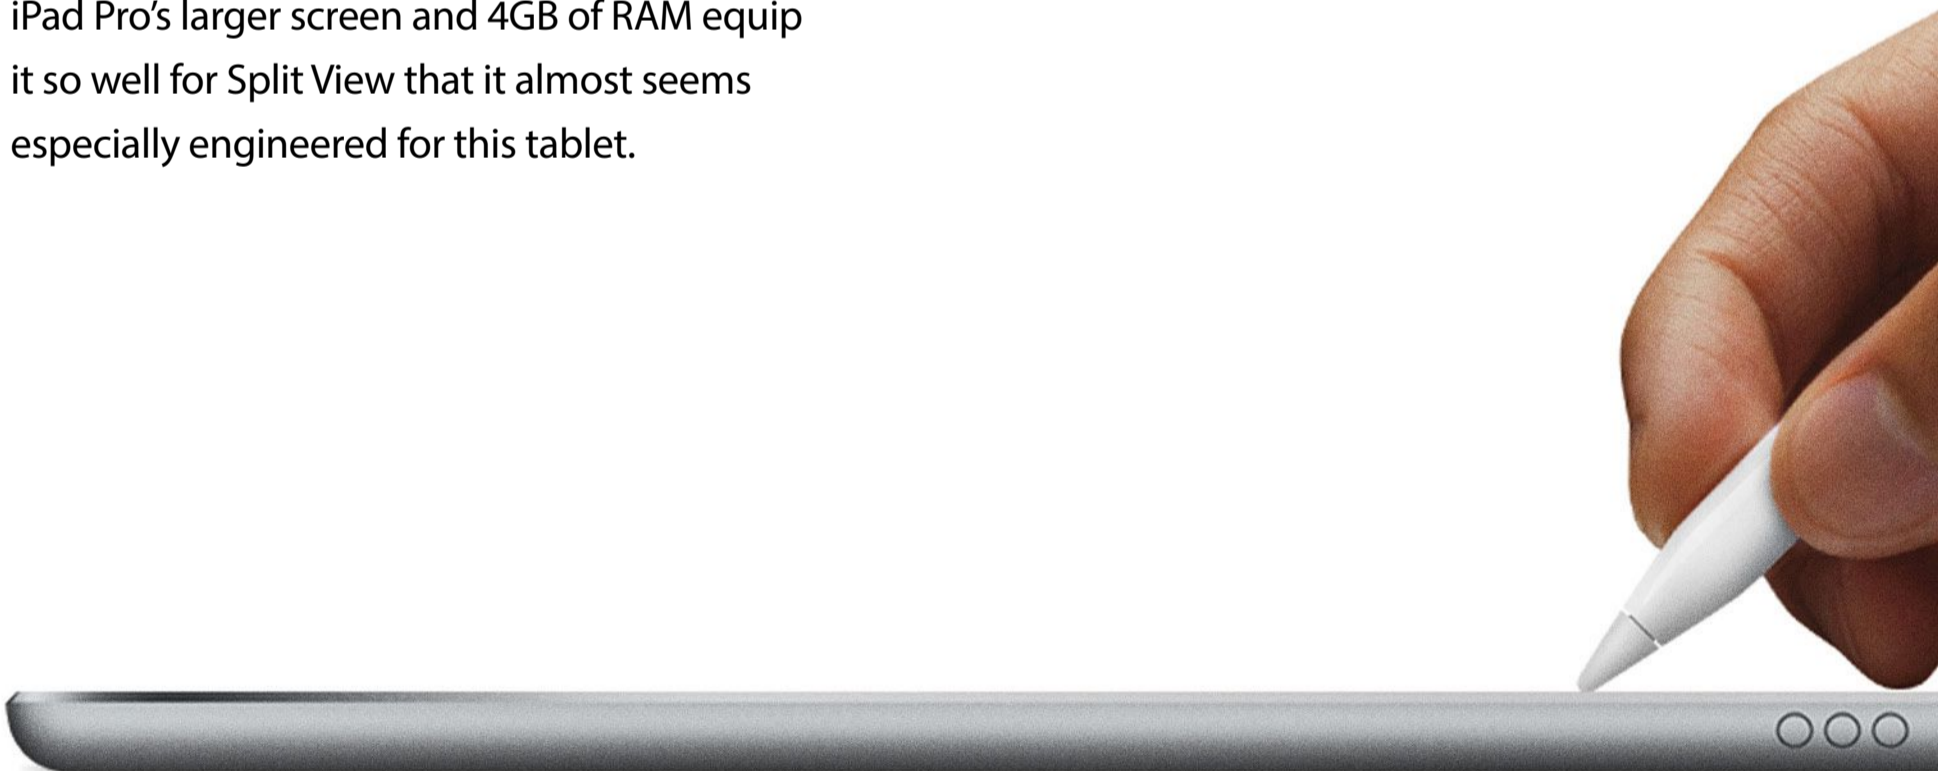 iPad Pro’s larger screen and 4GB of RAM equip
it so well for Split View that it almost seems
especially engineered for this tablet.